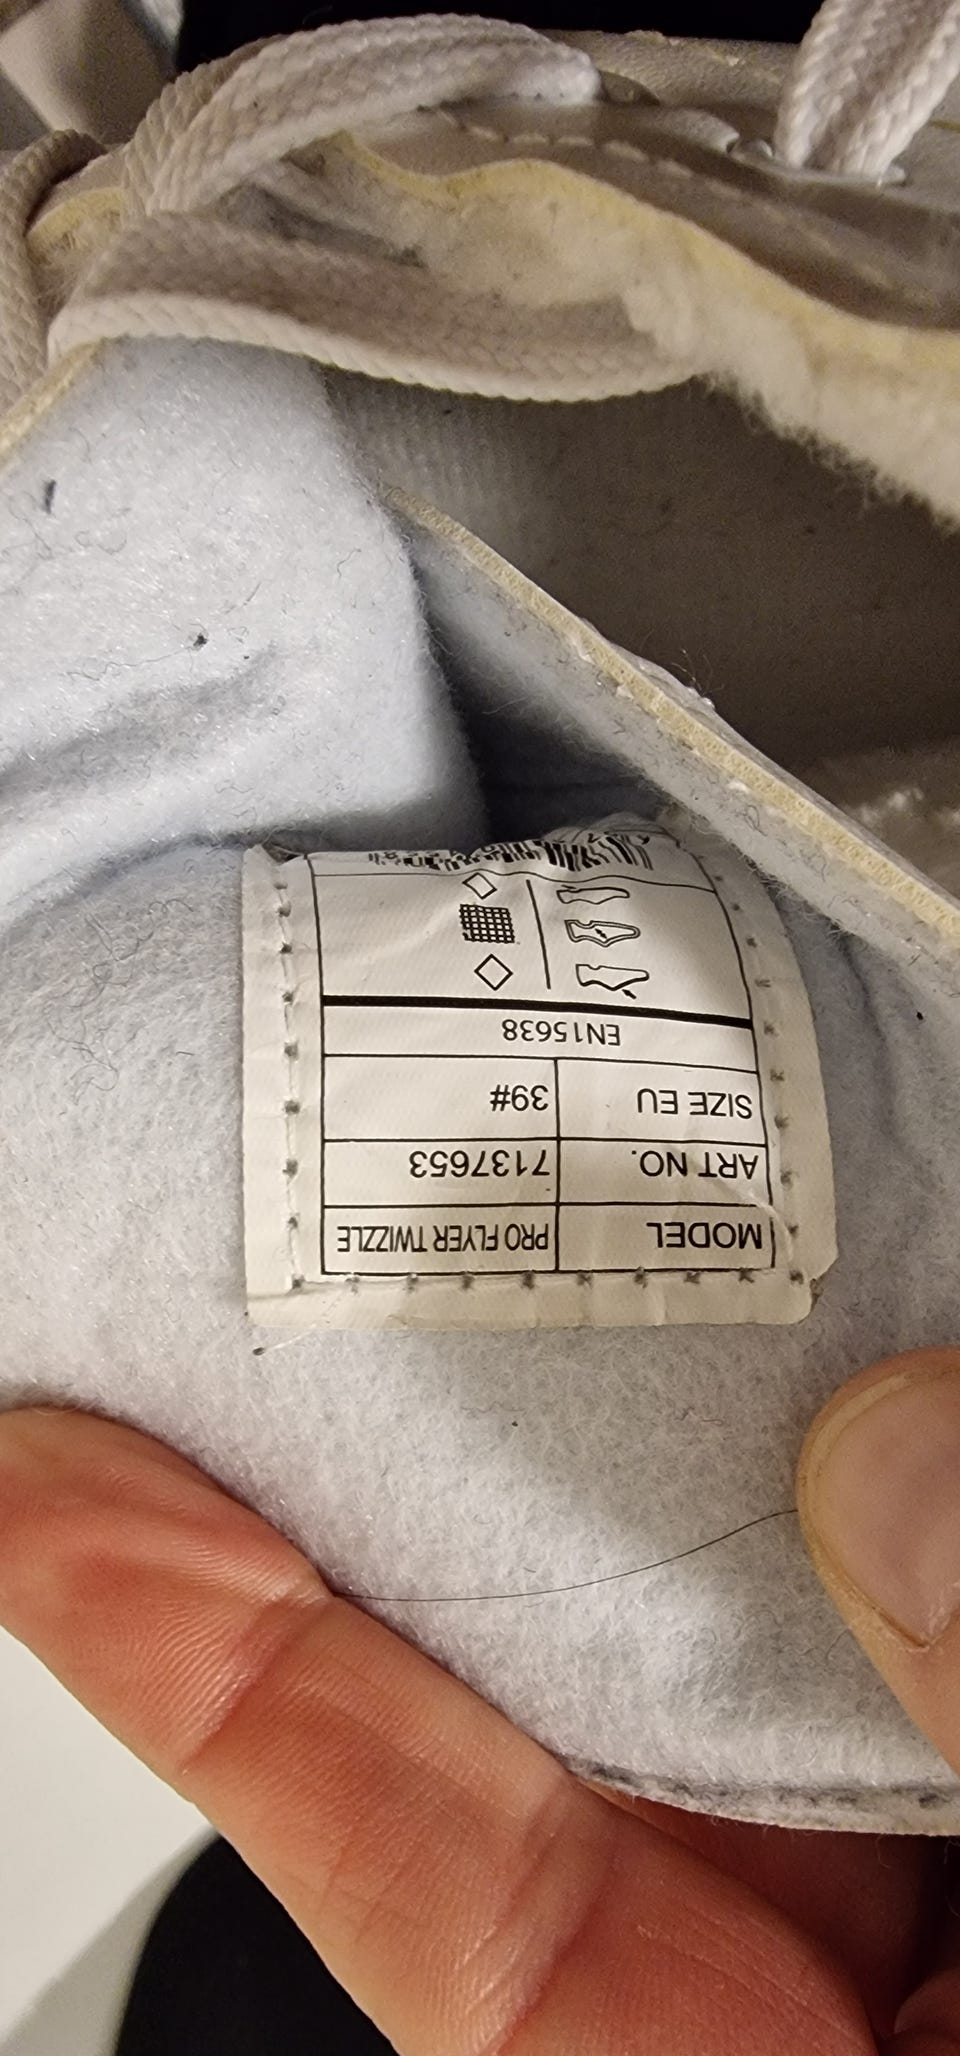 MODEL PRO FLYER TWIZZLE
ART NO. 7137653
SIZE EU 39#
EN15638